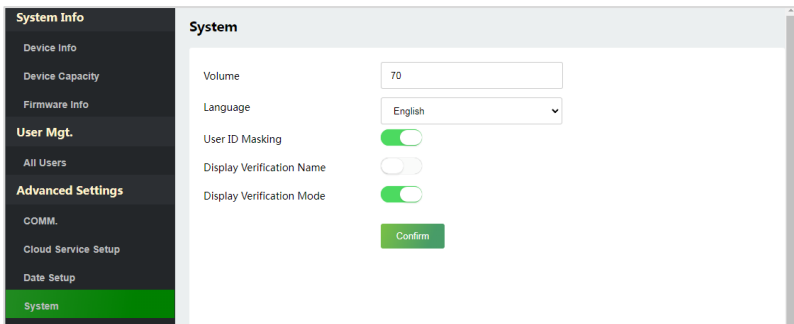 System Info
Device Info
Device Capacity
Firmware Info
User Mgt.
All Users
Advanced Settings
COMM.
Cloud Service Setup
Date Setup
System
System
Volume
70
Language
English
User ID Masking
Display Verification Name
Display Verification Mode
Confirm